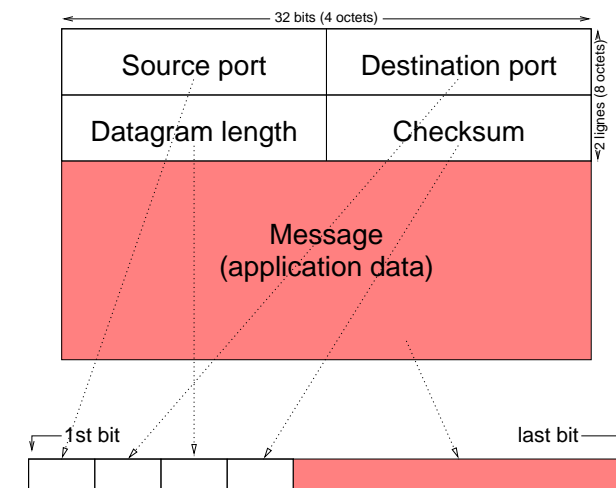 32 bits (4 octets)
Source port
Destination port
2 lignes (8 octets)
Datagram length
Checksum
Message
(application data)
1st bit
last bit